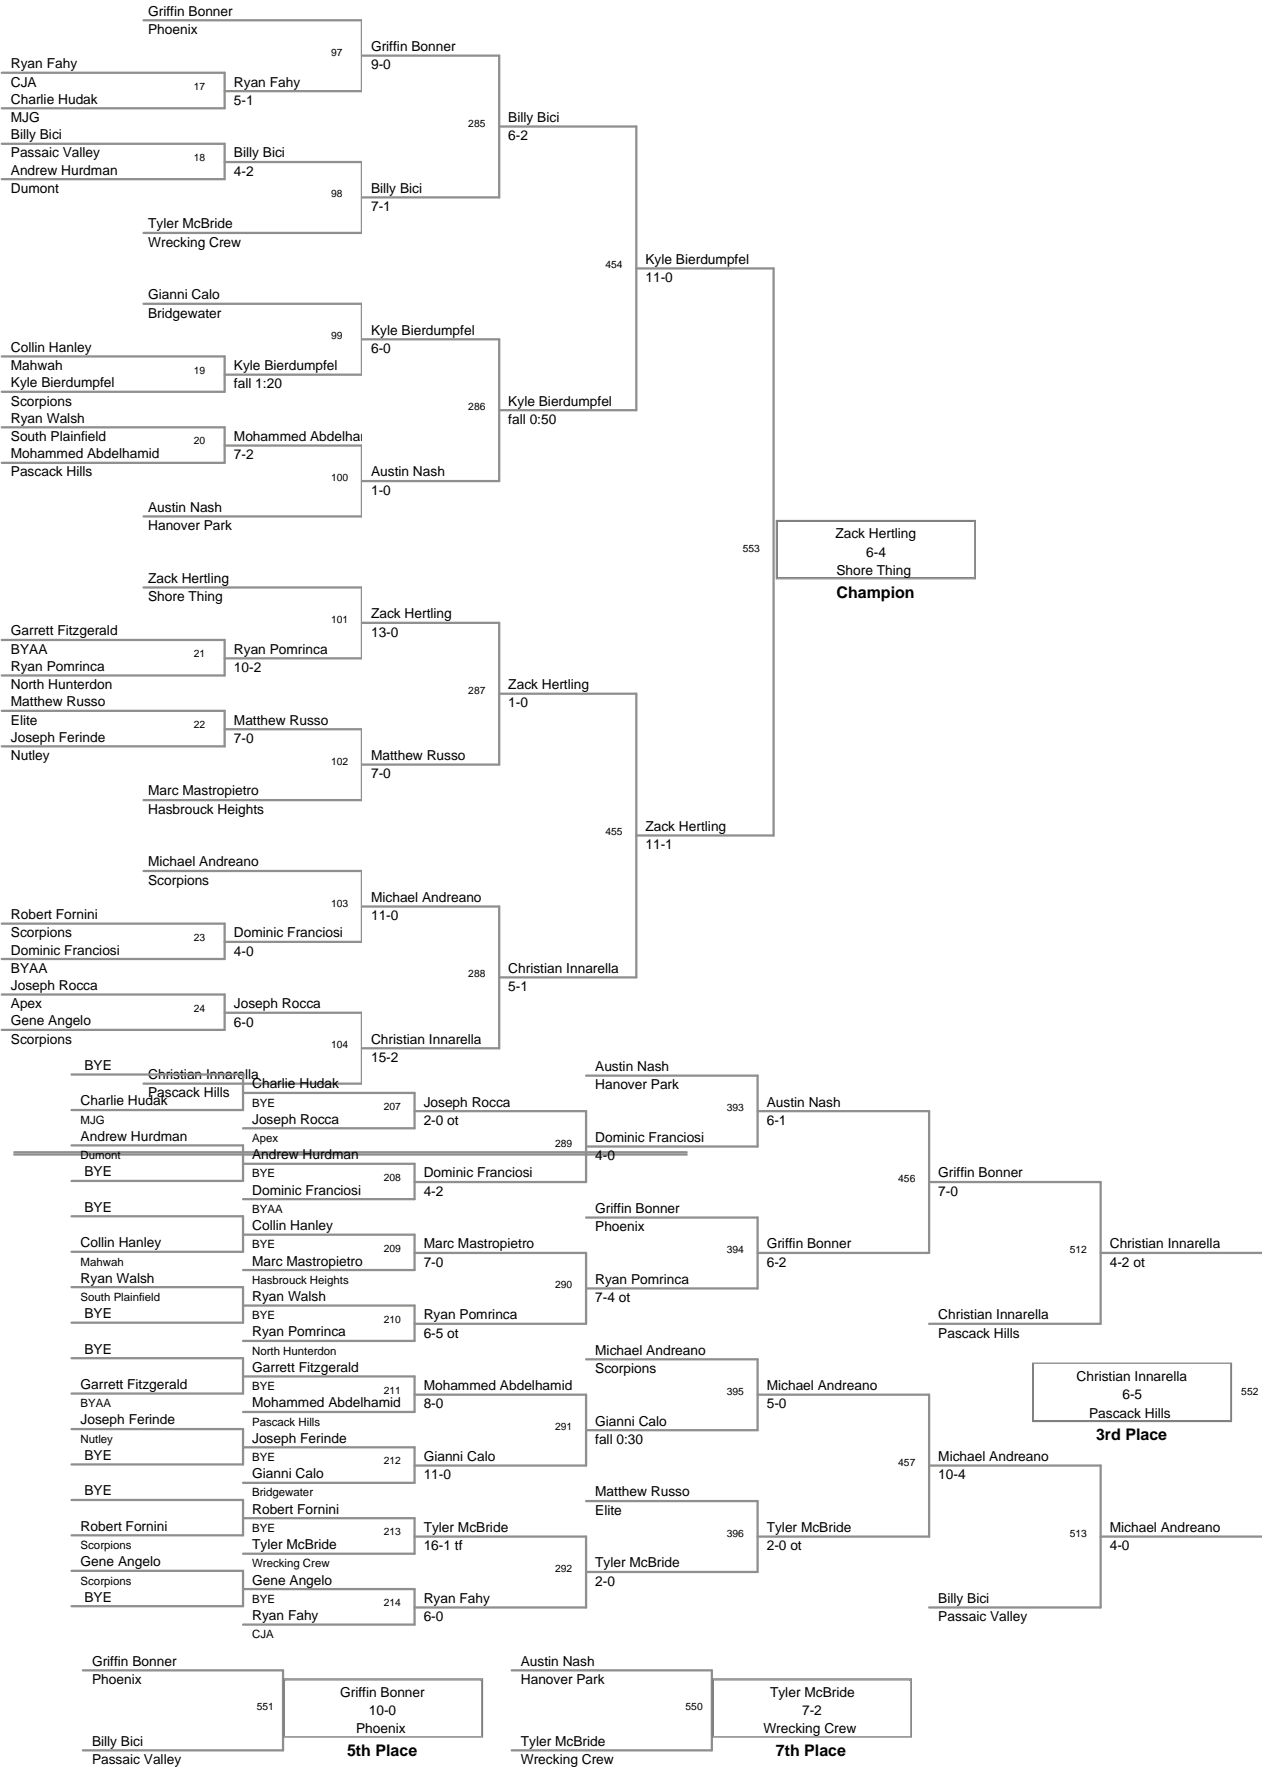 Griffin Bonner
Phoenix
97
Griffin Bonner
9-0
Ryan Fahy
CJA
17
Ryan Fahy
5-1
Charlie Hudak
MJG
285
Billy Bici
6-2
Billy Bici
Passaic Valley
18
Billy Bici
4-2
Andrew Hurdman
Dumont
98
Billy Bici
7-1
Tyler McBride
Wrecking Crew
454
Kyle Bierdumpfel
11-0
Gianni Calo
Bridgewater
99
Kyle Bierdumpfel
6-0
Collin Hanley
Mahwah
19
Kyle Bierdumpfel
fall 1:20
Kyle Bierdumpfel
Scorpions
286
Kyle Bierdumpfel
fall 0:50
Ryan Walsh
South Plainfield
20
Mohammed Abdelha
7-2
Mohammed Abdelhamid
Pascack Hills
100
Austin Nash
1-0
Austin Nash
Hanover Park
553
Zack Hertling
6-4
Shore Thing
Champion
Zack Hertling
Shore Thing
101
Zack Hertling
13-0
Garrett Fitzgerald
BYAA
21
Ryan Pomrinca
10-2
Ryan Pomrinca
North Hunterdon
287
Zack Hertling
1-0
Matthew Russo
Elite
22
Matthew Russo
7-0
Joseph Ferinde
Nutley
102
Matthew Russo
7-0
Marc Mastropietro
Hasbrouck Heights
455
Zack Hertling
11-1
Michael Andreano
Scorpions
103
Michael Andreano
11-0
Robert Fornini
Scorpions
23
Dominic Franciosi
4-0
Dominic Franciosi
BYAA
288
Christian Innarella
5-1
Joseph Rocca
Apex
24
Joseph Rocca
6-0
Gene Angelo
Scorpions
104
Christian Innarella
15-2
Christian Innarella
Pascack Hills
BYE
Charlie Hudak
MJG
Charlie Hudak
BYE
207
Joseph Rocca
2-0 ot
Joseph Rocca
Apex
Andrew Hurdman
Dumont
BYE
Andrew Hurdman
BYE
208
Dominic Franciosi
4-2
Dominic Franciosi
BYAA
289
Dominic Franciosi
4-0
Austin Nash
Hanover Park
393
Austin Nash
6-1
456
Griffin Bonner
7-0
BYE
Collin Hanley
Mahwah
Collin Hanley
BYE
209
Marc Mastropietro
7-0
Marc Mastropietro
Hasbrouck Heights
Ryan Walsh
South Plainfield
BYE
Ryan Walsh
BYE
210
Ryan Pomrinca
6-5 ot
Ryan Pomrinca
North Hunterdon
290
Ryan Pomrinca
7-4 ot
Griffin Bonner
Phoenix
394
Griffin Bonner
6-2
512
Christian Innarella
4-2 ot
Christian Innarella
Pascack Hills
BYE
Garrett Fitzgerald
BYAA
Garrett Fitzgerald
BYE
211
Mohammed Abdelhamid
8-0
Mohammed Abdelhamid
Pascack Hills
Joseph Ferinde
Nutley
BYE
Joseph Ferinde
BYE
212
Gianni Calo
11-0
Gianni Calo
Bridgewater
291
Gianni Calo
fall 0:30
Michael Andreano
Scorpions
395
Michael Andreano
5-0
Christian Innarella
6-5
Pascack Hills
552
3rd Place
457
Michael Andreano
10-4
BYE
Robert Fornini
Scorpions
Robert Fornini
BYE
213
Tyler McBride
16-1 tf
Tyler McBride
Wrecking Crew
Gene Angelo
Scorpions
BYE
Gene Angelo
BYE
214
Ryan Fahy
6-0
Ryan Fahy
CJA
292
Tyler McBride
2-0
Matthew Russo
Elite
396
Tyler McBride
2-0 ot
513
Michael Andreano
4-0
Billy Bici
Passaic Valley
Griffin Bonner
Phoenix
551
Griffin Bonner
10-0
Phoenix
5th Place
Billy Bici
Passaic Valley
Austin Nash
Hanover Park
550
Tyler McBride
7-2
Wrecking Crew
7th Place
Tyler McBride
Wrecking Crew